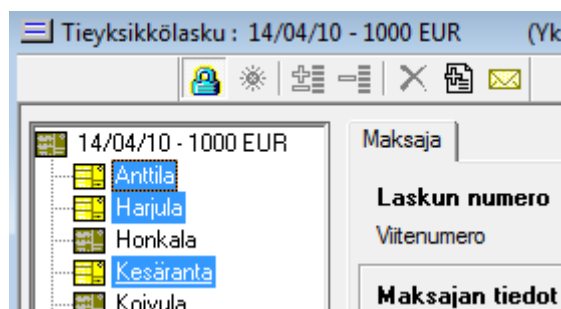 Tieyksikkölasku : 14/04/10 - 1000 EUR (Yk
14/04/10 - 1000 EUR
Anttila
Harjula
Honkala
Kesäranta
Koivula
Maksaja
Laskun numero
Viitenumero
Maksajan tiedot